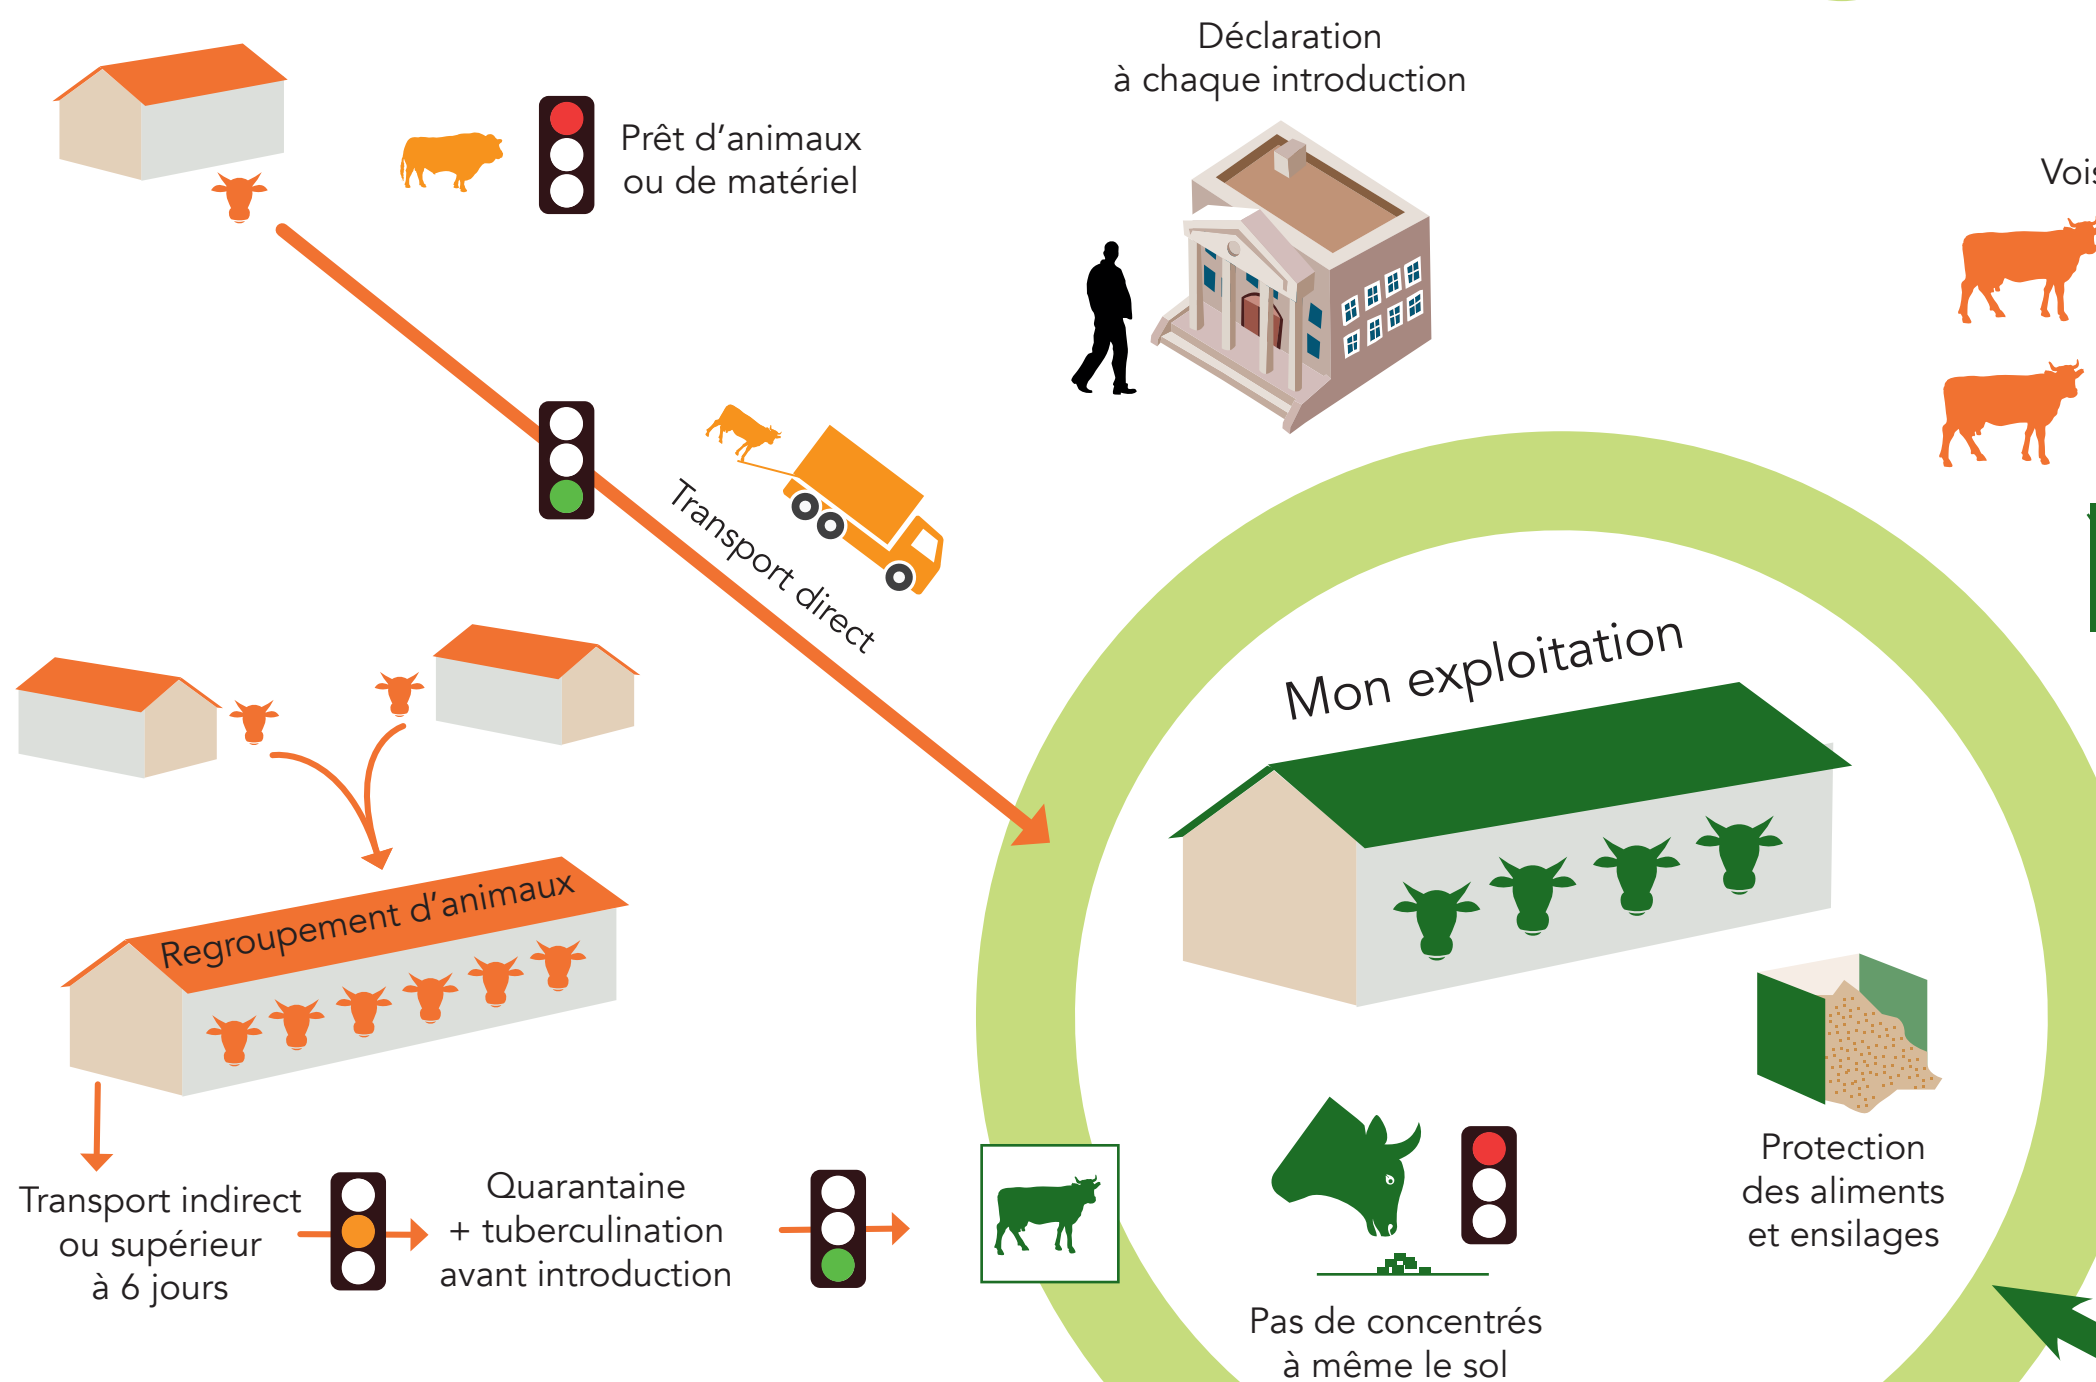 Déclaration
à chaque introduction
Prêt d'animaux
ou de matériel
Transport direct
Mon exploitation
Regroupement d'animaux
Transport indirect
ou supérieur
à 6 jours
Quarantaine
+ tuberculination
avant introduction
Protection
des aliments
et ensilages
Pas de concentrés
à même le sol